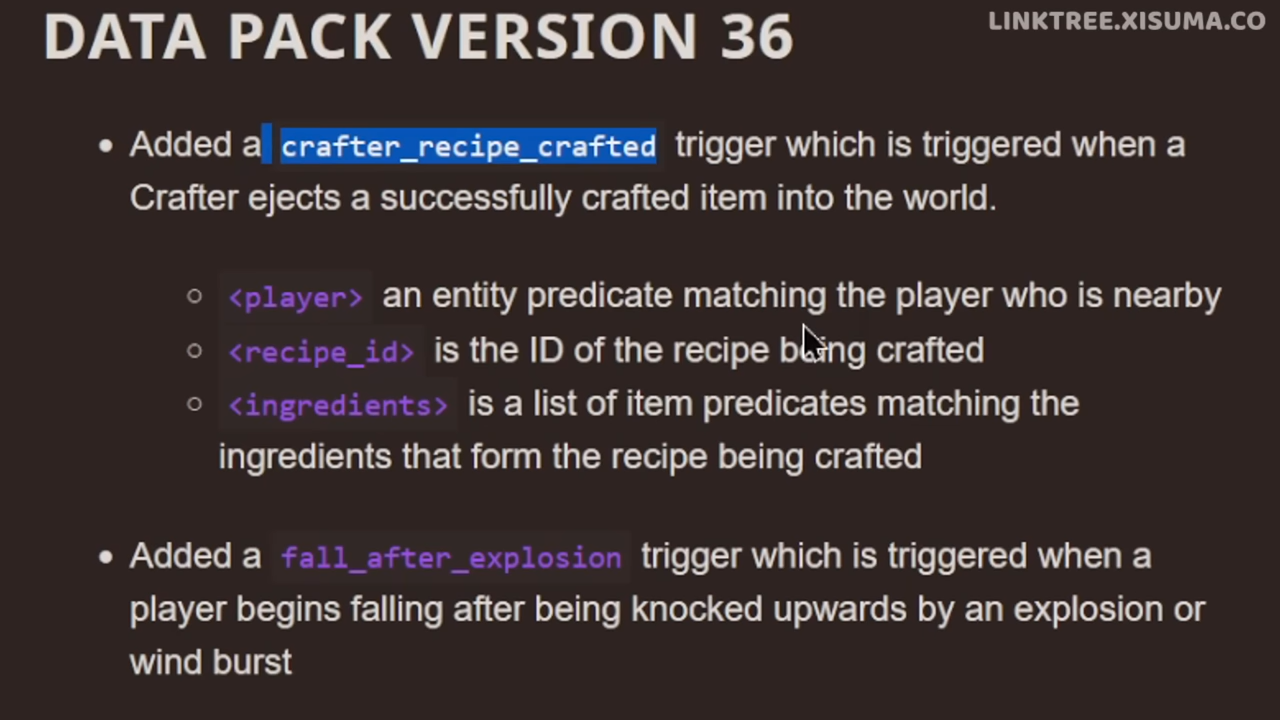 LINKTREE.XISUMA.CO
DATA PACK VERSION 36
Added a crafter_recipe_crafted trigger which is triggered when a
Crafter ejects a successfully crafted item into the world.
<player> an entity predicate matching the player who is nearby
<recipe_id> is the ID of the recipe being crafted
<ingredients> is a list of item predicates matching the
ingredients that form the recipe being crafted
Added a fall_after_explosion trigger which is triggered when a
player begins falling after being knocked upwards by an explosion or
wind burst